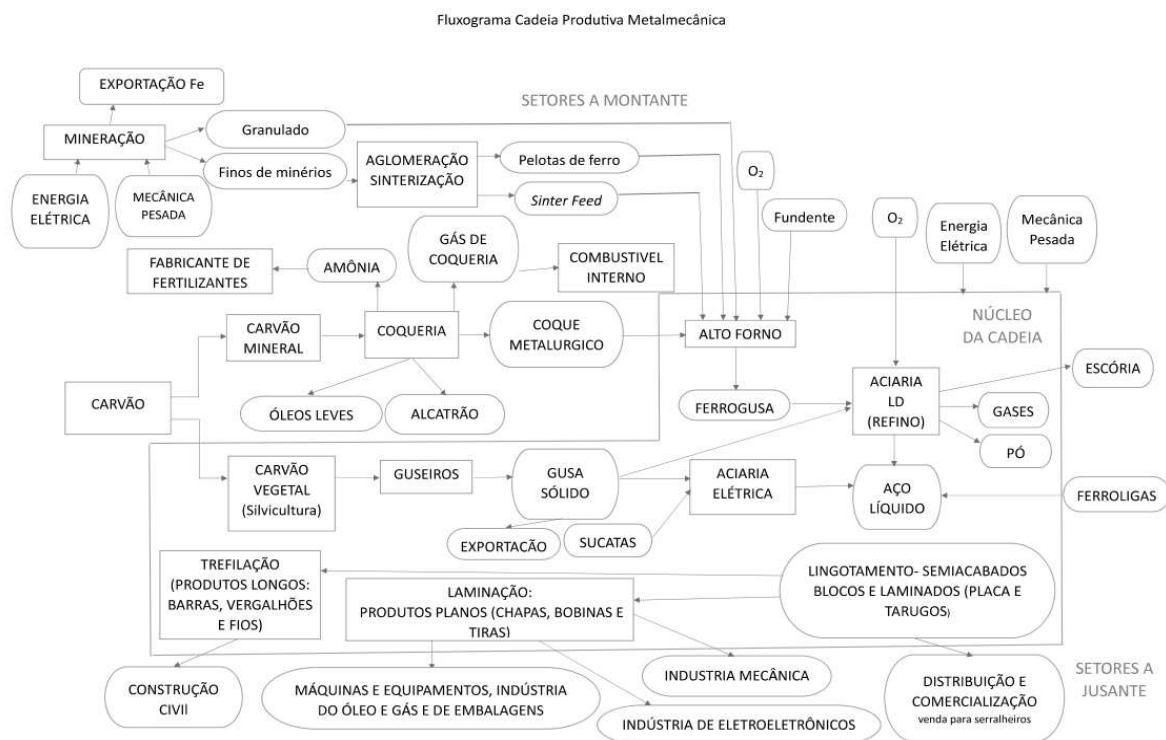 Fluxograma Cadeia Produtiva Metalmecânica
EXPORTAÇÃO Fe
SETORES A MONTANTE
MINERAÇÃO
Granulado
Finos de minérios
AGLOMERAÇÃO
SINTERIZAÇÃO
Pelotas de ferro
Sinter Feed
ENERGIA
ELÉTRICA
MECÂNICA
PESADA
O₂
Fundente
O₂
Energia
Elétrica
Mecânica
Pesada
FABRICANTE DE
FERTILIZANTES
AMÔNIA
GÁS DE
COQUERIA
COMBUSTIVEL
INTERNO
NÚCLEO
DA CADEIA
CARVÃO
MINERAL
COQUERIA
COQUE
METALURGICO
ALTO FORNO
CARVÃO
ÓLEOS LEVES
ALCATRÃO
FERROGUSA
ACIARIA
LD
(REFINO)
ESCÓRIA
GASES
PÓ
CARVÃO
VEGETAL
(Silvicultura)
GUSEIROS
GUSA
SÓLIDO
ACIARIA
ELÉTRICA
AÇO
LÍQUIDO
FERROLIGAS
EXPORTACÃO
SUCATAS
TREFILAÇÃO
(PRODUTOS LONGOS:
BARRAS, VERGALHÕES
E FIOS)
LAMINAÇÃO:
PRODUTOS PLANOS (CHAPAS, BOBINAS E
TIRAS)
LINGOTAMENTO- SEMIACABADOS
BLOCOS E LAMINADOS (PLACA E
TARUGOS)
CONSTRUÇÃO
CIVIl
MÁQUINAS E EQUIPAMENTOS, INDÚSTRIA
DO ÓLEO E GÁS E DE EMBALAGENS
INDUSTRIA MECÂNICA
INDÚSTRIA DE ELETROELETRÔNICOS
DISTRIBUIÇÃO E
COMERCIALIZAÇÃO
venda para serralheiros
SETORES A
JUSANTE